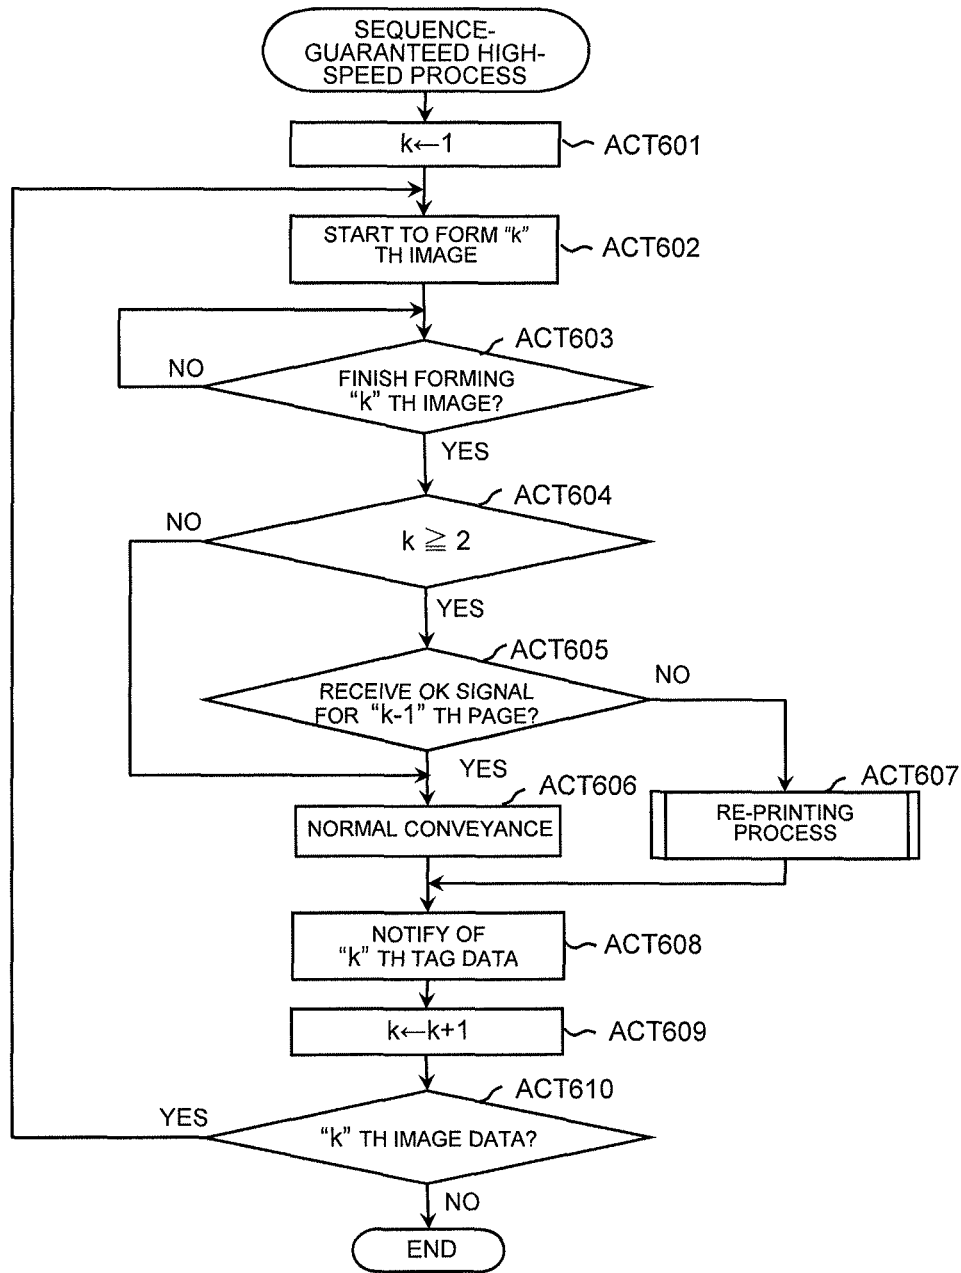 SEQUENCE-
GUARANTEED HIGH-
SPEED PROCESS
k←1
ACT601
START TO FORM “k”
TH IMAGE
ACT602
ACT603
NO
FINISH FORMING
“k” TH IMAGE?
YES
ACT604
NO
k ≧ 2
YES
ACT605
NO
RECEIVE OK SIGNAL
FOR “k-1” TH PAGE?
YES
ACT606
ACT607
NORMAL CONVEYANCE
RE-PRINTING
PROCESS
NOTIFY OF
“k” TH TAG DATA
ACT608
k←k+1
ACT609
ACT610
YES
“k” TH IMAGE DATA?
NO
END